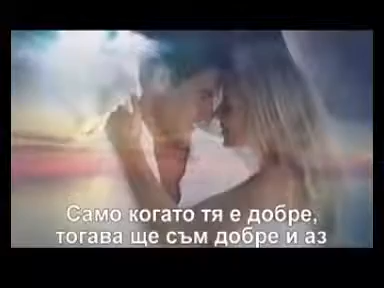 Само когато тя е добре,
тогава ще съм добре и аз